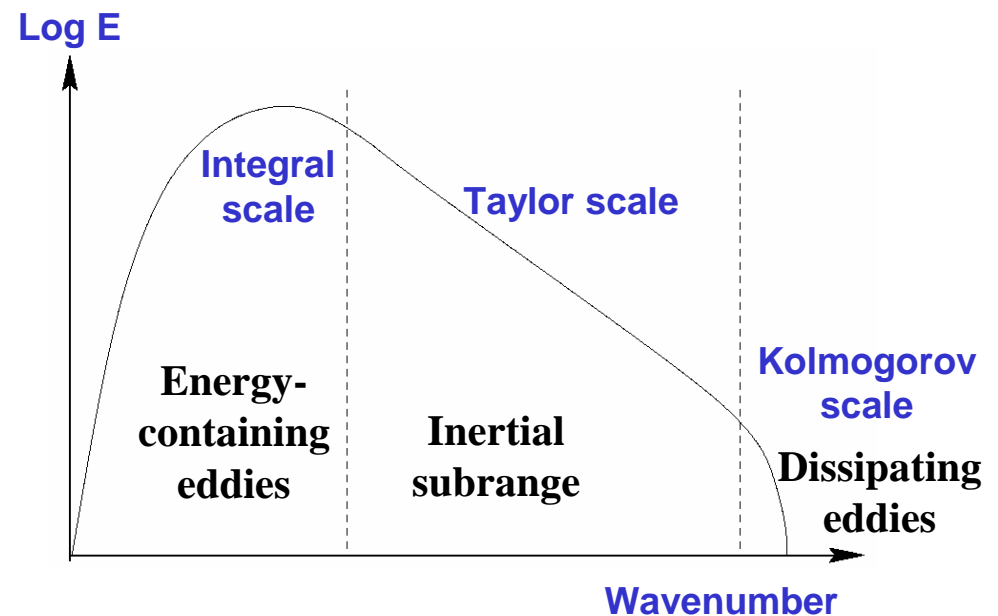 Log E
Integral
scale
Taylor scale
Kolmogorov
scale
Energy-
containing
eddies
Inertial
subrange
Dissipating
eddies
Wavenumber